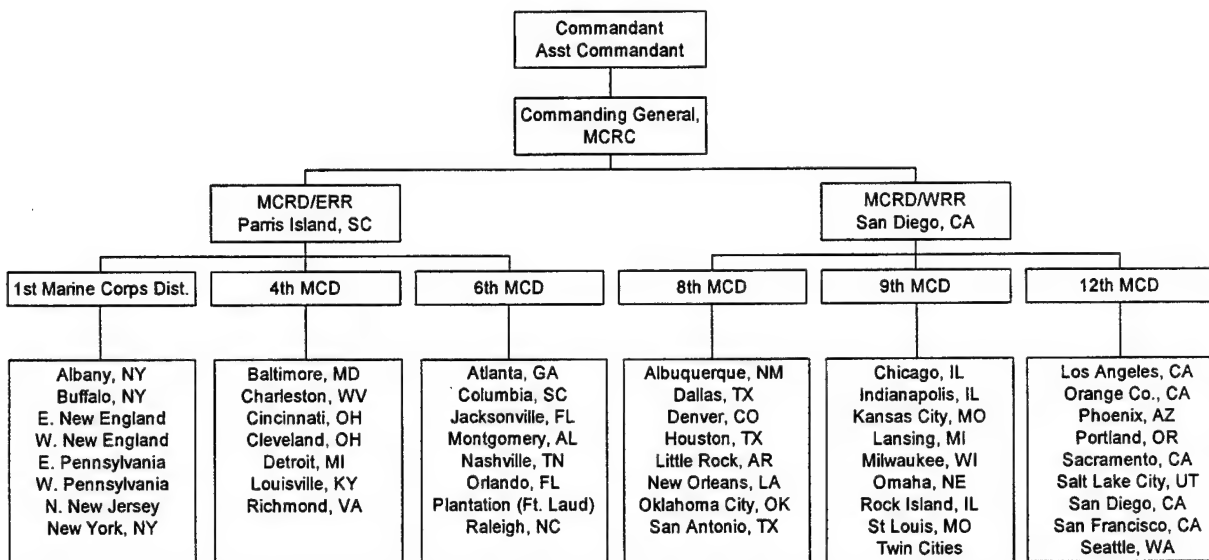 Commandant
Asst Commandant
Commanding General,
MCRC
MCRD/ERR
Parris Island, SC
MCRD/WRR
San Diego, CA
1st Marine Corps Dist.
4th MCD
6th MCD
8th MCD
9th MCD
12th MCD
Albany, NY
Buffalo, NY
E. New England
W. New England
E. Pennsylvania
W. Pennsylvania
N. New Jersey
New York, NY
Baltimore, MD
Charleston, WV
Cincinnati, OH
Cleveland, OH
Detroit, MI
Louisville, KY
Richmond, VA
Atlanta, GA
Columbia, SC
Jacksonville, FL
Montgomery, AL
Nashville, TN
Orlando, FL
Plantation (Ft. Laud)
Raleigh, NC
Albuquerque, NM
Dallas, TX
Denver, CO
Houston, TX
Little Rock, AR
New Orleans, LA
Oklahoma City, OK
San Antonio, TX
Chicago, IL
Indianapolis, IL
Kansas City, MO
Lansing, MI
Milwaukee, WI
Omaha, NE
Rock Island, IL
St Louis, MO
Twin Cities
Los Angeles, CA
Orange Co., CA
Phoenix, AZ
Portland, OR
Sacramento, CA
Salt Lake City, UT
San Diego, CA
San Francisco, CA
Seattle, WA